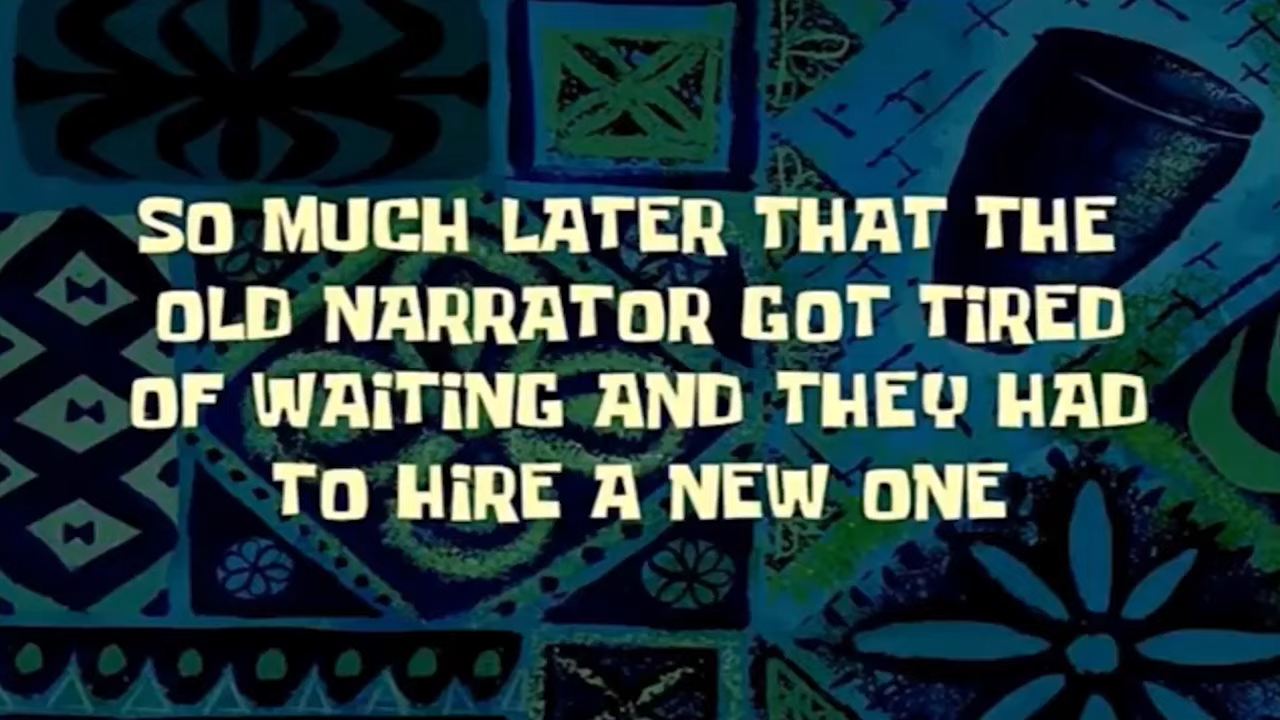 SO MUCH LATER THAT THE
OLD NARRATOR GOT TIRED
OF WAITING AND THEY HAD
TO HIRE A NEW ONE